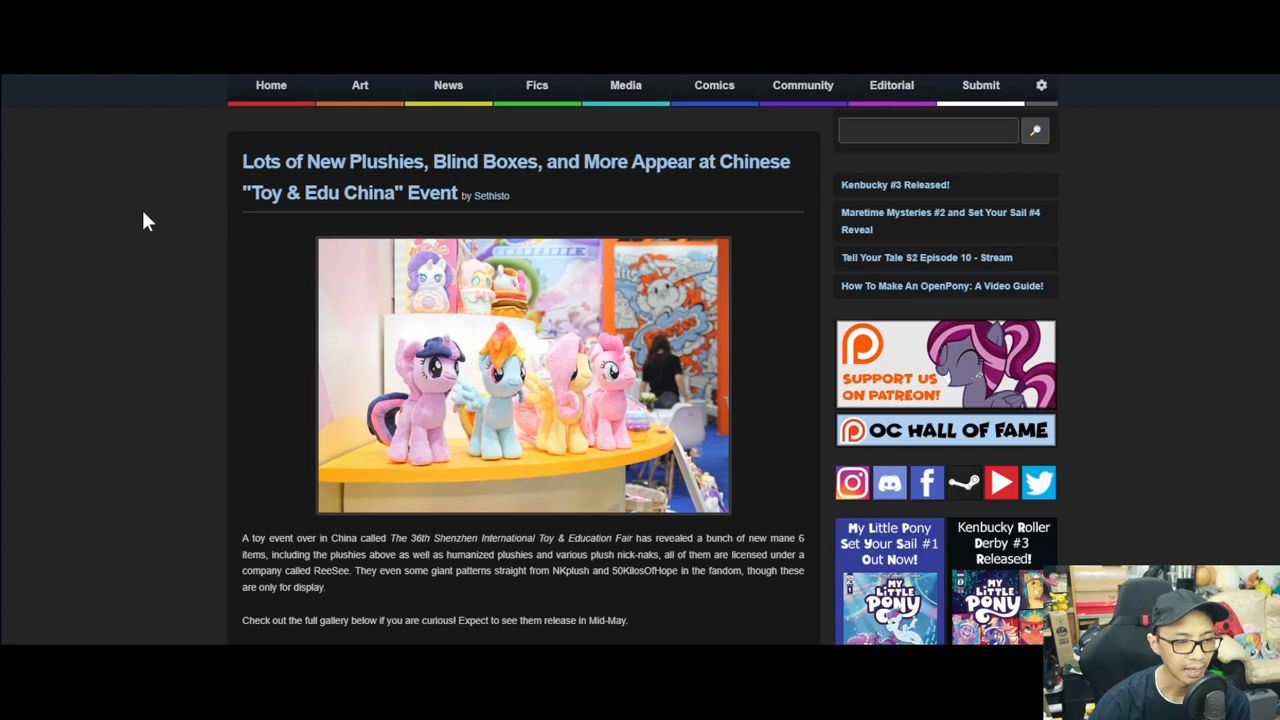 Home Art News Fics Media Comics Community Editorial Submit
Lots of New Plushies, Blind Boxes, and More Appear at Chinese
"Toy & Edu China" Event by Sethisto
A toy event over in China called The 36th Shenzhen International Toy & Education Fair has revealed a bunch of new mane 6
items, including the plushies above as well as humanized plushies and various plush nick-naks, all of them are licensed under a
company called ReeSee. They even some giant patterns straight from NKplush and 50KilosOfHope in the fandom, though these
are only for display.
Check out the full gallery below if you are curious! Expect to see them release in Mid-May.
Kenbucky #3 Released!
Maretime Mysteries #2 and Set Your Sail #4
Reveal
Tell Your Tale S2 Episode 10 - Stream
How To Make An OpenPony: A Video Guide!
SUPPORT US
ON PATREON!
OC HALL OF FAME
My Little Pony
Set Your Sail #1
Out Now!
MY
LITTLE
PONY
Kenbucky Roller
Derby #3
Released!
MY
LITTLE
PONY